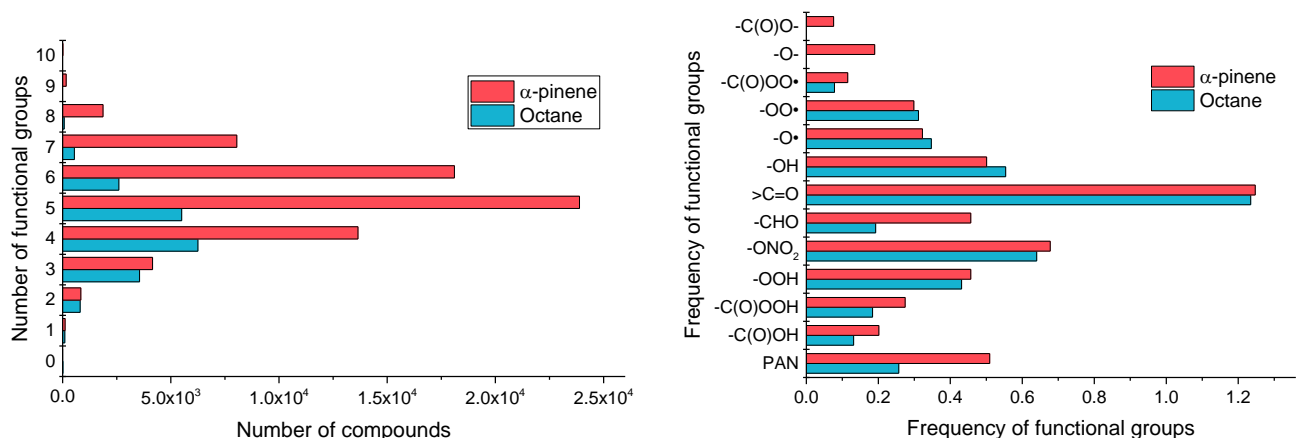 Number of functional groups
10
9
8
7
6
5
4
3
2
1
0
α-pinene
Octane
0.0
5.0x10³
1.0x10⁴
1.5x10⁴
2.0x10⁴
2.5x10⁴
Number of compounds
Frequency of functional groups
-C(O)O-
-O-
-C(O)OO•
-OO•
-O•
-OH
>C=O
-CHO
-ONO₂
-OOH
-C(O)OOH
-C(O)OH
PAN
α-pinene
Octane
0.0
0.2
0.4
0.6
0.8
1.0
1.2
Frequency of functional groups